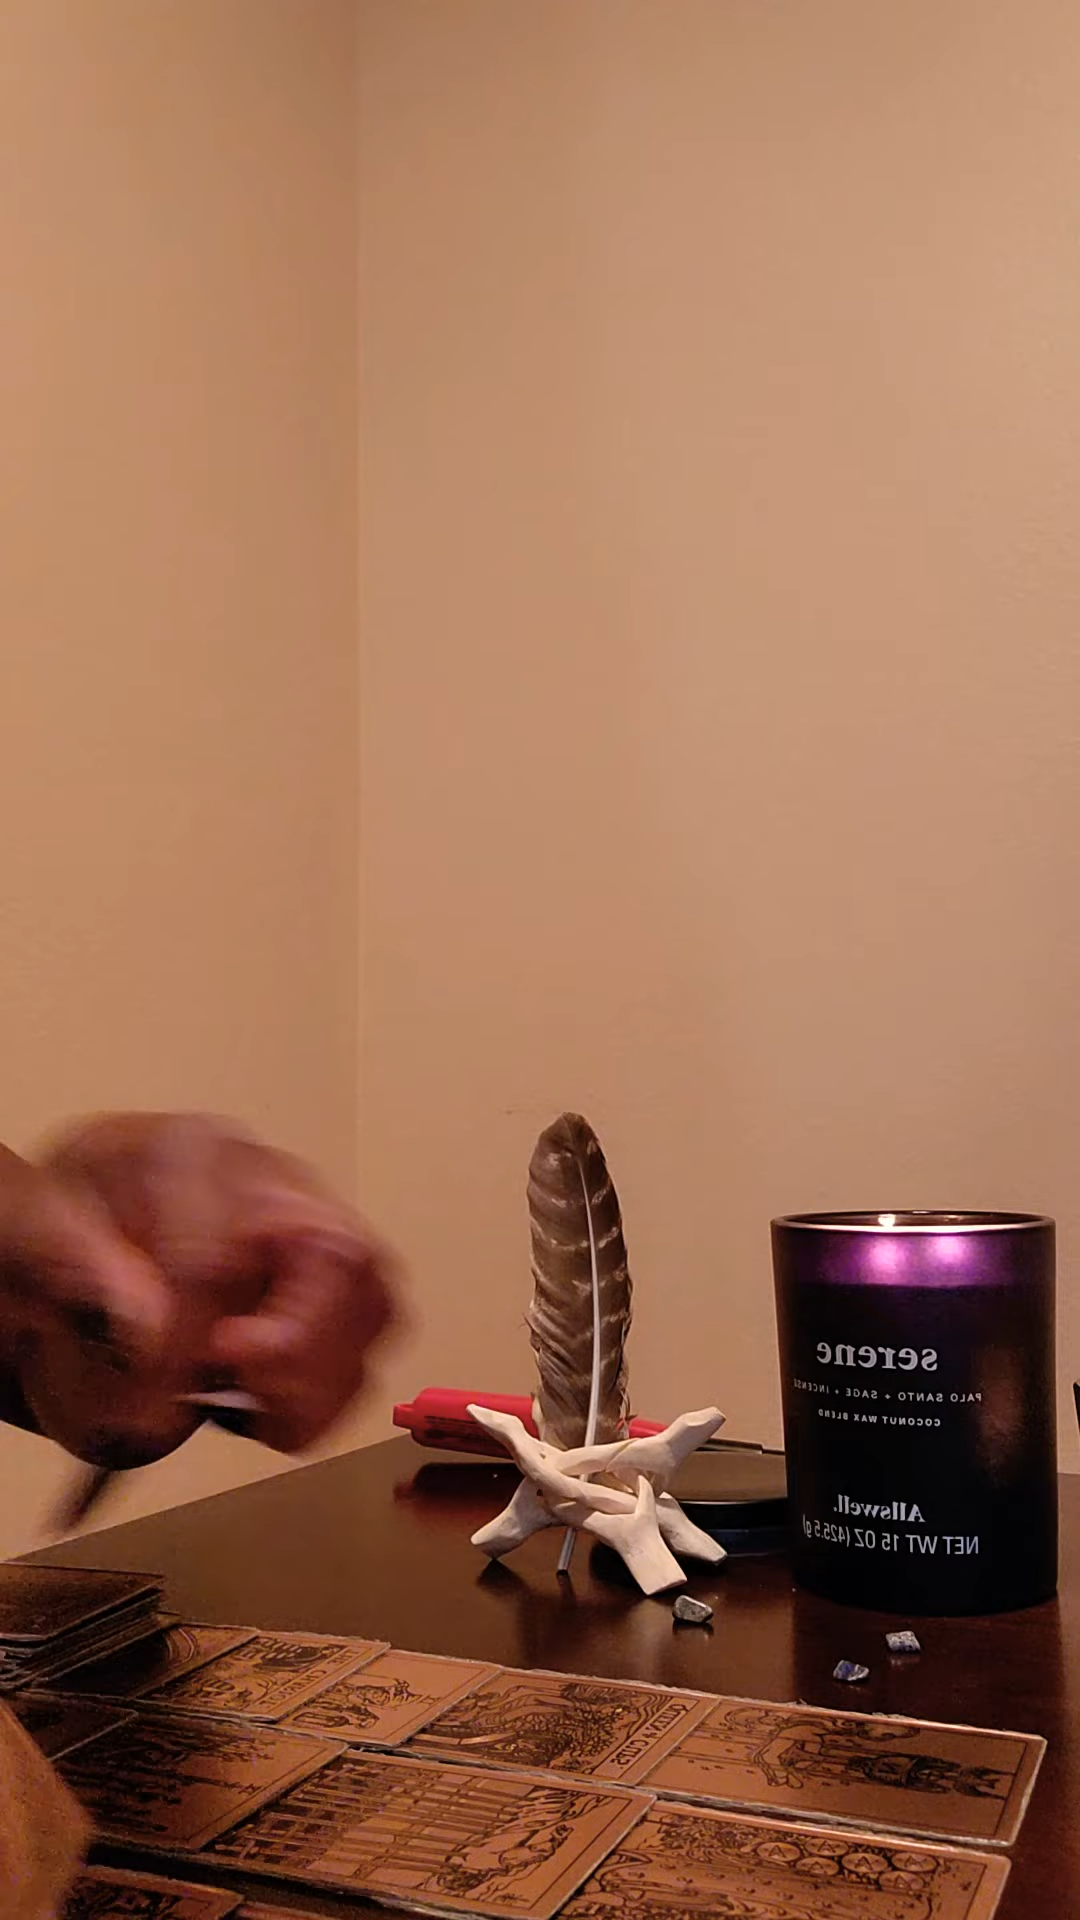 serene
PALO SANTO + SAGE + INCENSE
COCONUT WAX BLEND
Allswell.
NET WT 15 OZ (425.5 g)